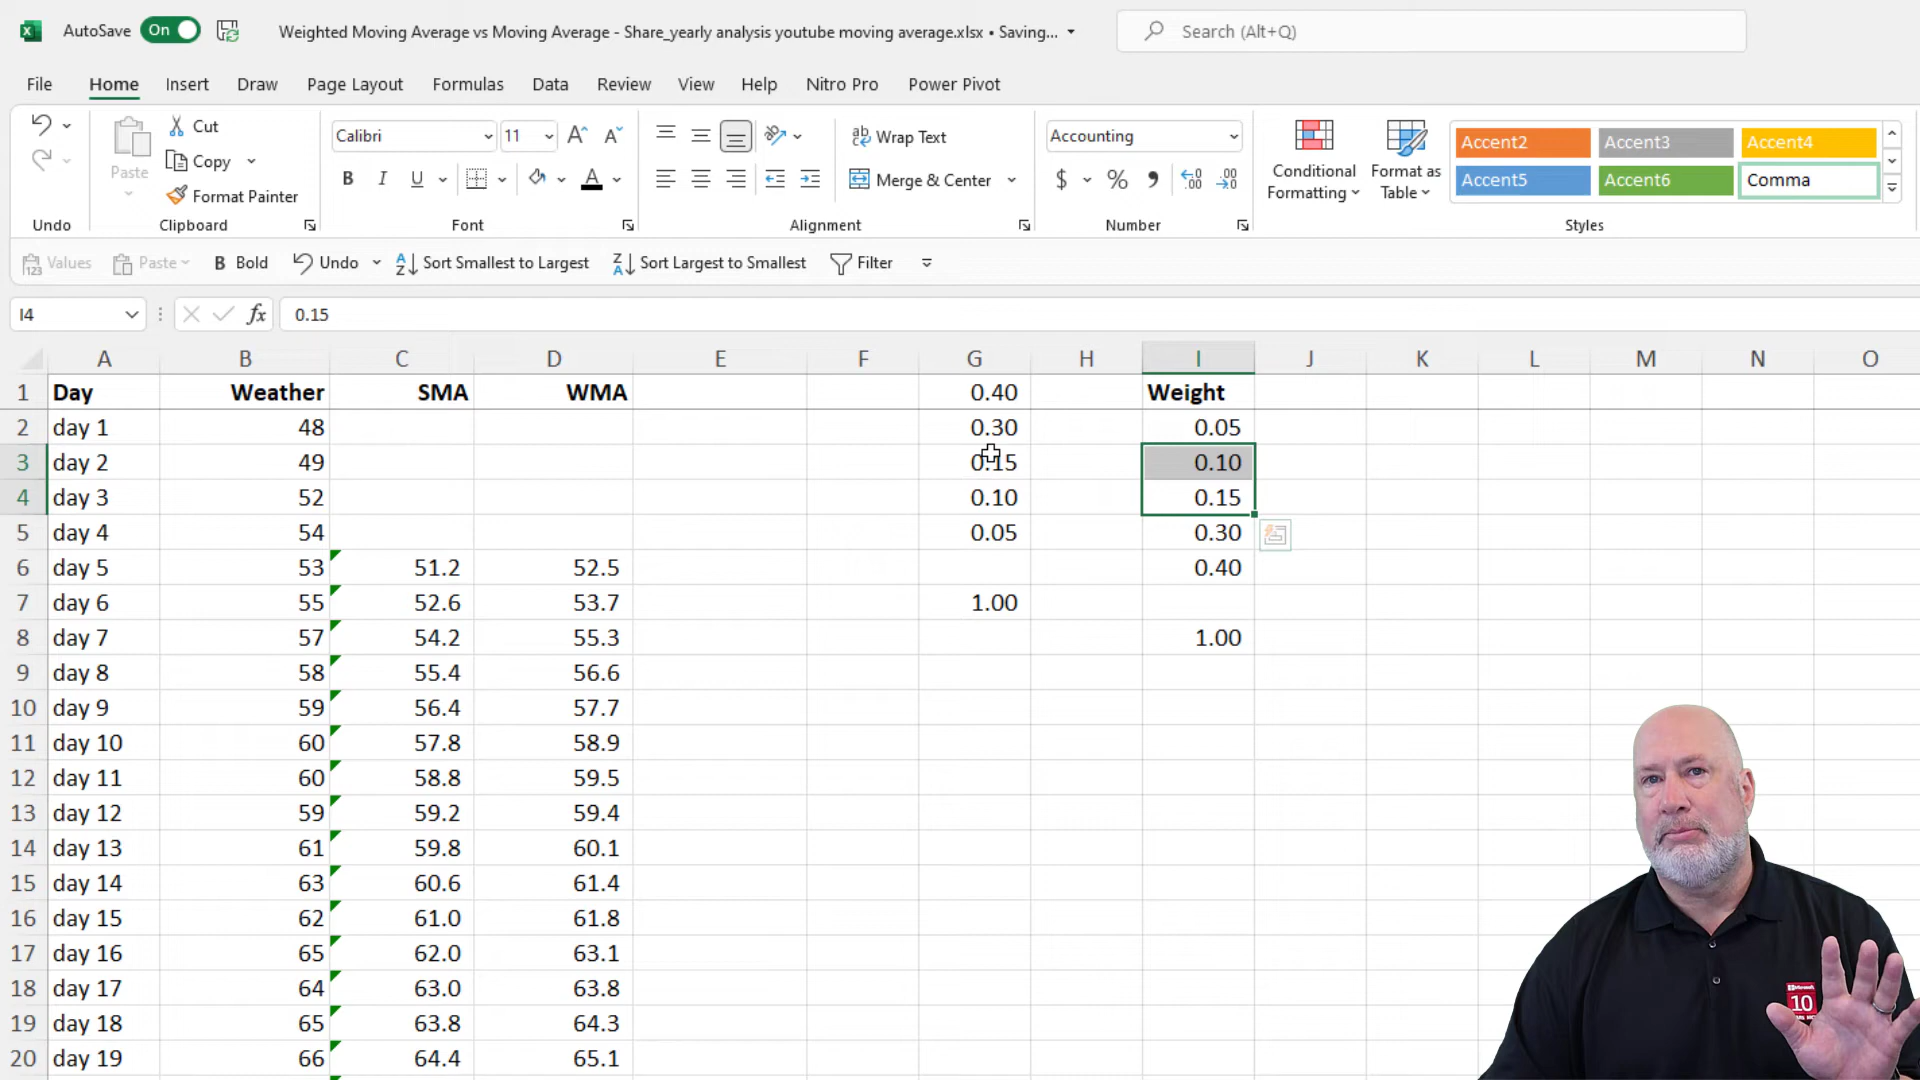 AutoSave On Weighted Moving Average vs Moving Average - Share_yearly analysis youtube moving average.xlsx • Saving... Search (Alt+Q)
File Home Insert Draw Page Layout Formulas Data Review View Help Nitro Pro Power Pivot
Paste Cut Copy Format Painter
Calibri 11
B I U A
ab Wrap Text
Merge & Center
Accounting
$ % 9
Conditional Formatting
Format as Table
Accent2 Accent3 Accent4
Accent5 Accent6 Comma
Undo Clipboard Font Alignment Number Styles
Values Paste B Bold Undo Sort Smallest to Largest Sort Largest to Smallest Filter
I4 fx 0.15
A B C D E F G H I J K L M N O
1 Day Weather SMA WMA 0.40 Weight
2 day 1 48 0.30 0.05
3 day 2 49 0.15 0.10
4 day 3 52 0.10 0.15
5 day 4 54 0.05 0.30
6 day 5 53 51.2 52.5 0.40
7 day 6 55 52.6 53.7 1.00
8 day 7 57 54.2 55.3 1.00
9 day 8 58 55.4 56.6
10 day 9 59 56.4 57.7
11 day 10 60 57.8 58.9
12 day 11 60 58.8 59.5
13 day 12 59 59.2 59.4
14 day 13 61 59.8 60.1
15 day 14 63 60.6 61.4
16 day 15 62 61.0 61.8
17 day 16 65 62.0 63.1
18 day 17 64 63.0 63.8
19 day 18 65 63.8 64.3
20 day 19 66 64.4 65.1
Microsoft
10